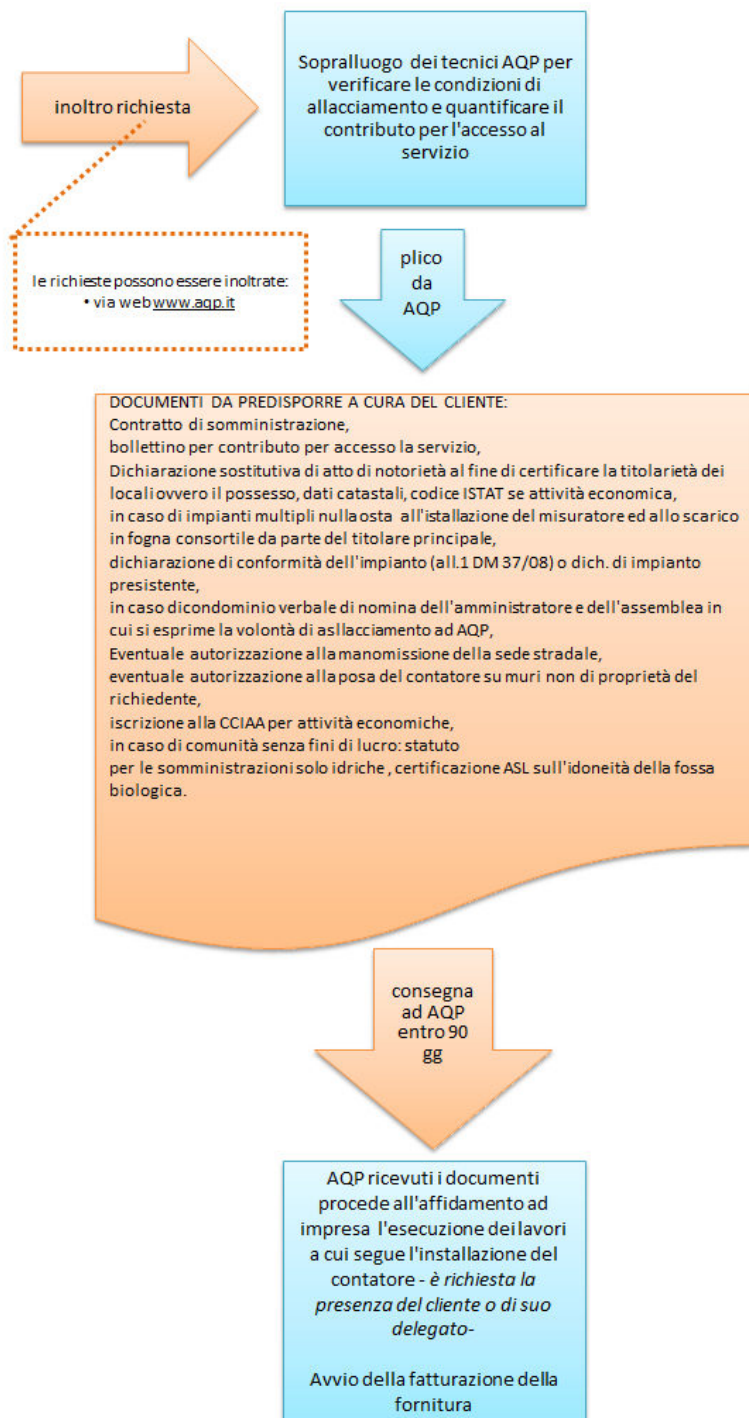 inoltro richiesta
Sopralluogo dei tecnici AQP per
verificare le condizioni di
allacciamento e quantificare il
contributo per l'accesso al
servizio
le richieste possono essere inoltrate:
• via web www.aqp.it
plico
da
AQP
DOCUMENTI DA PREDISPORRE A CURA DEL CLIENTE:
Contratto di somministrazione,
bollettino per contributo per accesso la servizio,
Dichiarazione sostitutiva di atto di notorietà al fine di certificare la titolarietà dei
locali ovvero il possesso, dati catastali, codice ISTAT se attività economica,
in caso di impianti multipli nulla osta all'istallazione del misuratore ed allo scarico
in fogna consortile da parte del titolare principale,
dichiarazione di conformità dell'impianto (all.1 DM 37/08) o dich. di impianto
presistente,
in caso dicondominio verbale di nomina dell'amministratore e dell'assemblea in
cui si esprime la volontà di asllacciamento ad AQP,
Eventuale autorizzazione alla manomissione della sede stradale,
eventuale autorizzazione alla posa del contatore su muri non di proprietà del
richiedente,
iscrizione alla CCIAA per attività economiche,
in caso di comunità senza fini di lucro: statuto
per le somministrazioni solo idriche, certificazione ASL sull'idoneità della fossa
biologica.
consegna
ad AQP
entro 90
gg
AQP ricevuti i documenti
procede all'affidamento ad
impresa l'esecuzione dei lavori
a cui segue l'installazione del
contatore - è richiesta la
presenza del cliente o di suo
delegato-
Avvio della fatturazione della
fornitura